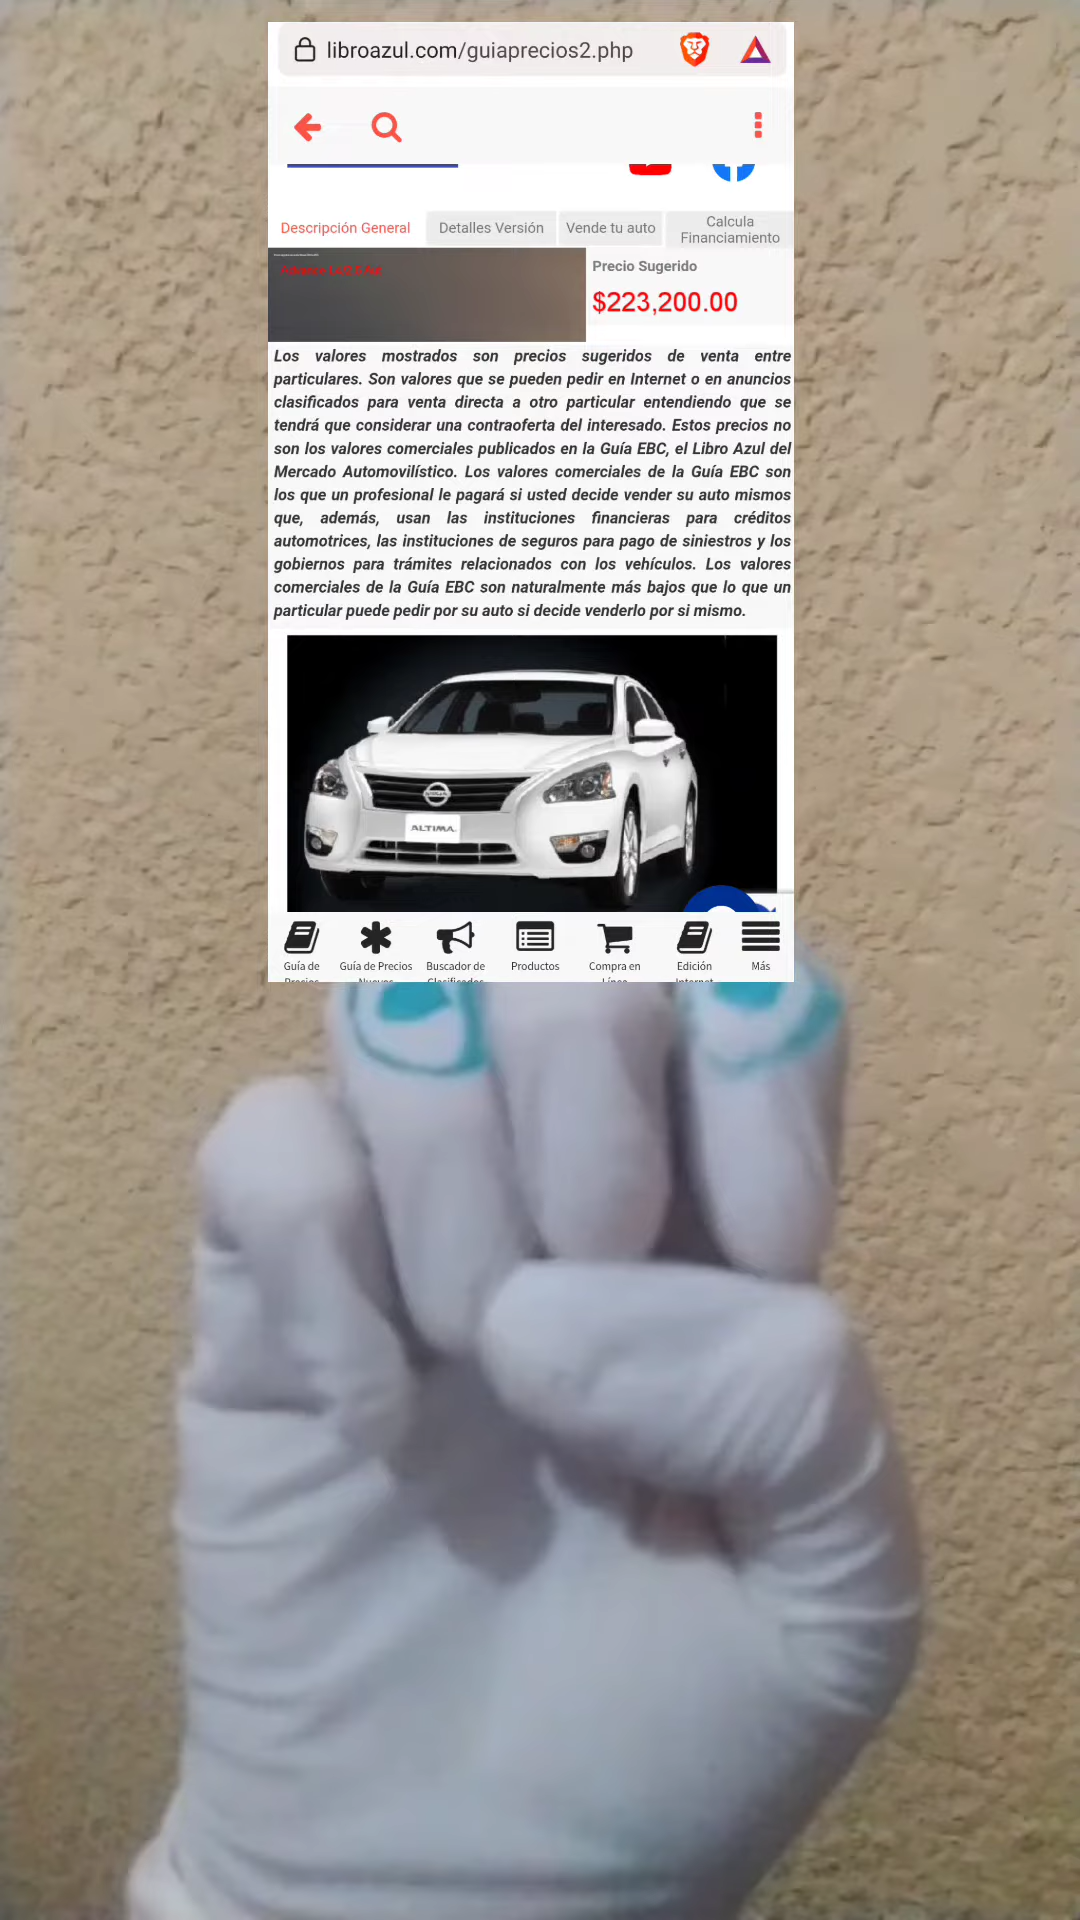 libroazul.com/guiaprecios2.php
Descripción General
Detalles Versión
Vende tu auto
Calcula
Financiamiento
Precio Sugerido
$223,200.00
Los valores mostrados son precios sugeridos de venta entre
particulares. Son valores que se pueden pedir en Internet o en anuncios
clasificados para venta directa a otro particular entendiendo que se
tendrá que considerar una contraoferta del interesado. Estos precios no
son los valores comerciales publicados en la Guía EBC, el Libro Azul del
Mercado Automovilístico. Los valores comerciales de la Guía EBC son
los que un profesional le pagará si usted decide vender su auto mismos
que, además, usan las instituciones financieras para créditos
automotrices, las instituciones de seguros para pago de siniestros y los
gobiernos para trámites relacionados con los vehículos. Los valores
comerciales de la Guía EBC son naturalmente más bajos que lo que un
particular puede pedir por su auto si decide venderlo por si mismo.
NISSAN
ALTIMA
Guía de
Precios
Guía de Precios
Nuevos
Buscador de
Clasificados
Productos
Compra en
Línea
Edición
Internet
Más